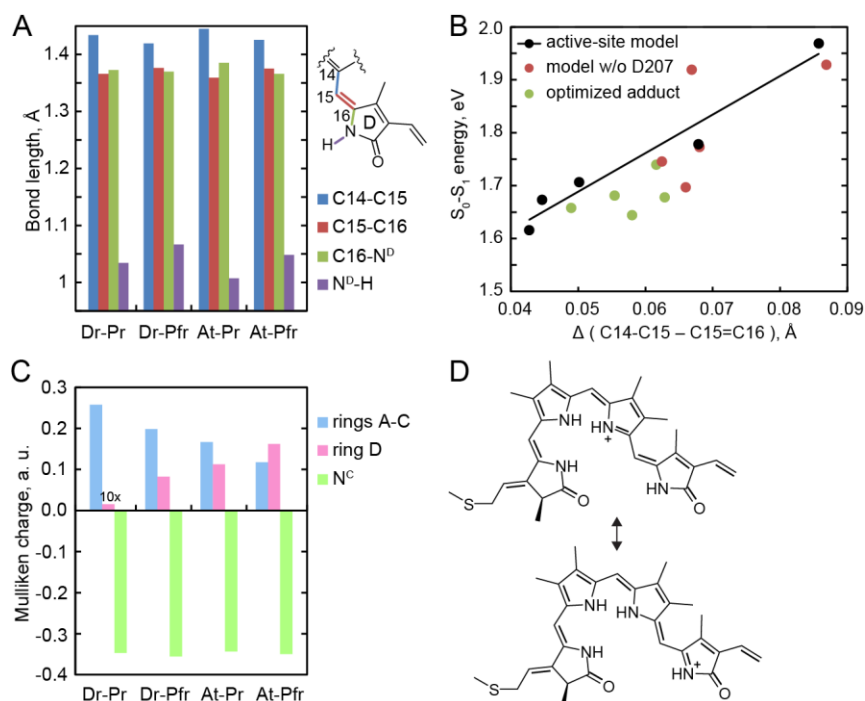 A
Bond length, Å
1.4
1.3
1.2
1.1
1
Dr-Pr Dr-Pfr At-Pr At-Pfr
14
15
16
D
N
H
O
C14-C15
C15-C16
C16-Nᴰ
Nᴰ-H
B
S₀-S₁ energy, eV
2.0
1.9
1.8
1.7
1.6
1.5
active-site model
model w/o D207
optimized adduct
0.04 0.05 0.06 0.07 0.08 0.09
Δ ( C14-C15 – C15=C16 ), Å
C
Mulliken charge, a. u.
0.3
0.2
0.1
0.0
-0.1
-0.2
-0.3
-0.4
10x
Dr-Pr Dr-Pfr At-Pr At-Pfr
rings A-C
ring D
Nᶜ
D
NH HN
+
NH
O
S
HN
O
NH HN
NH
O
S
HN
+
O